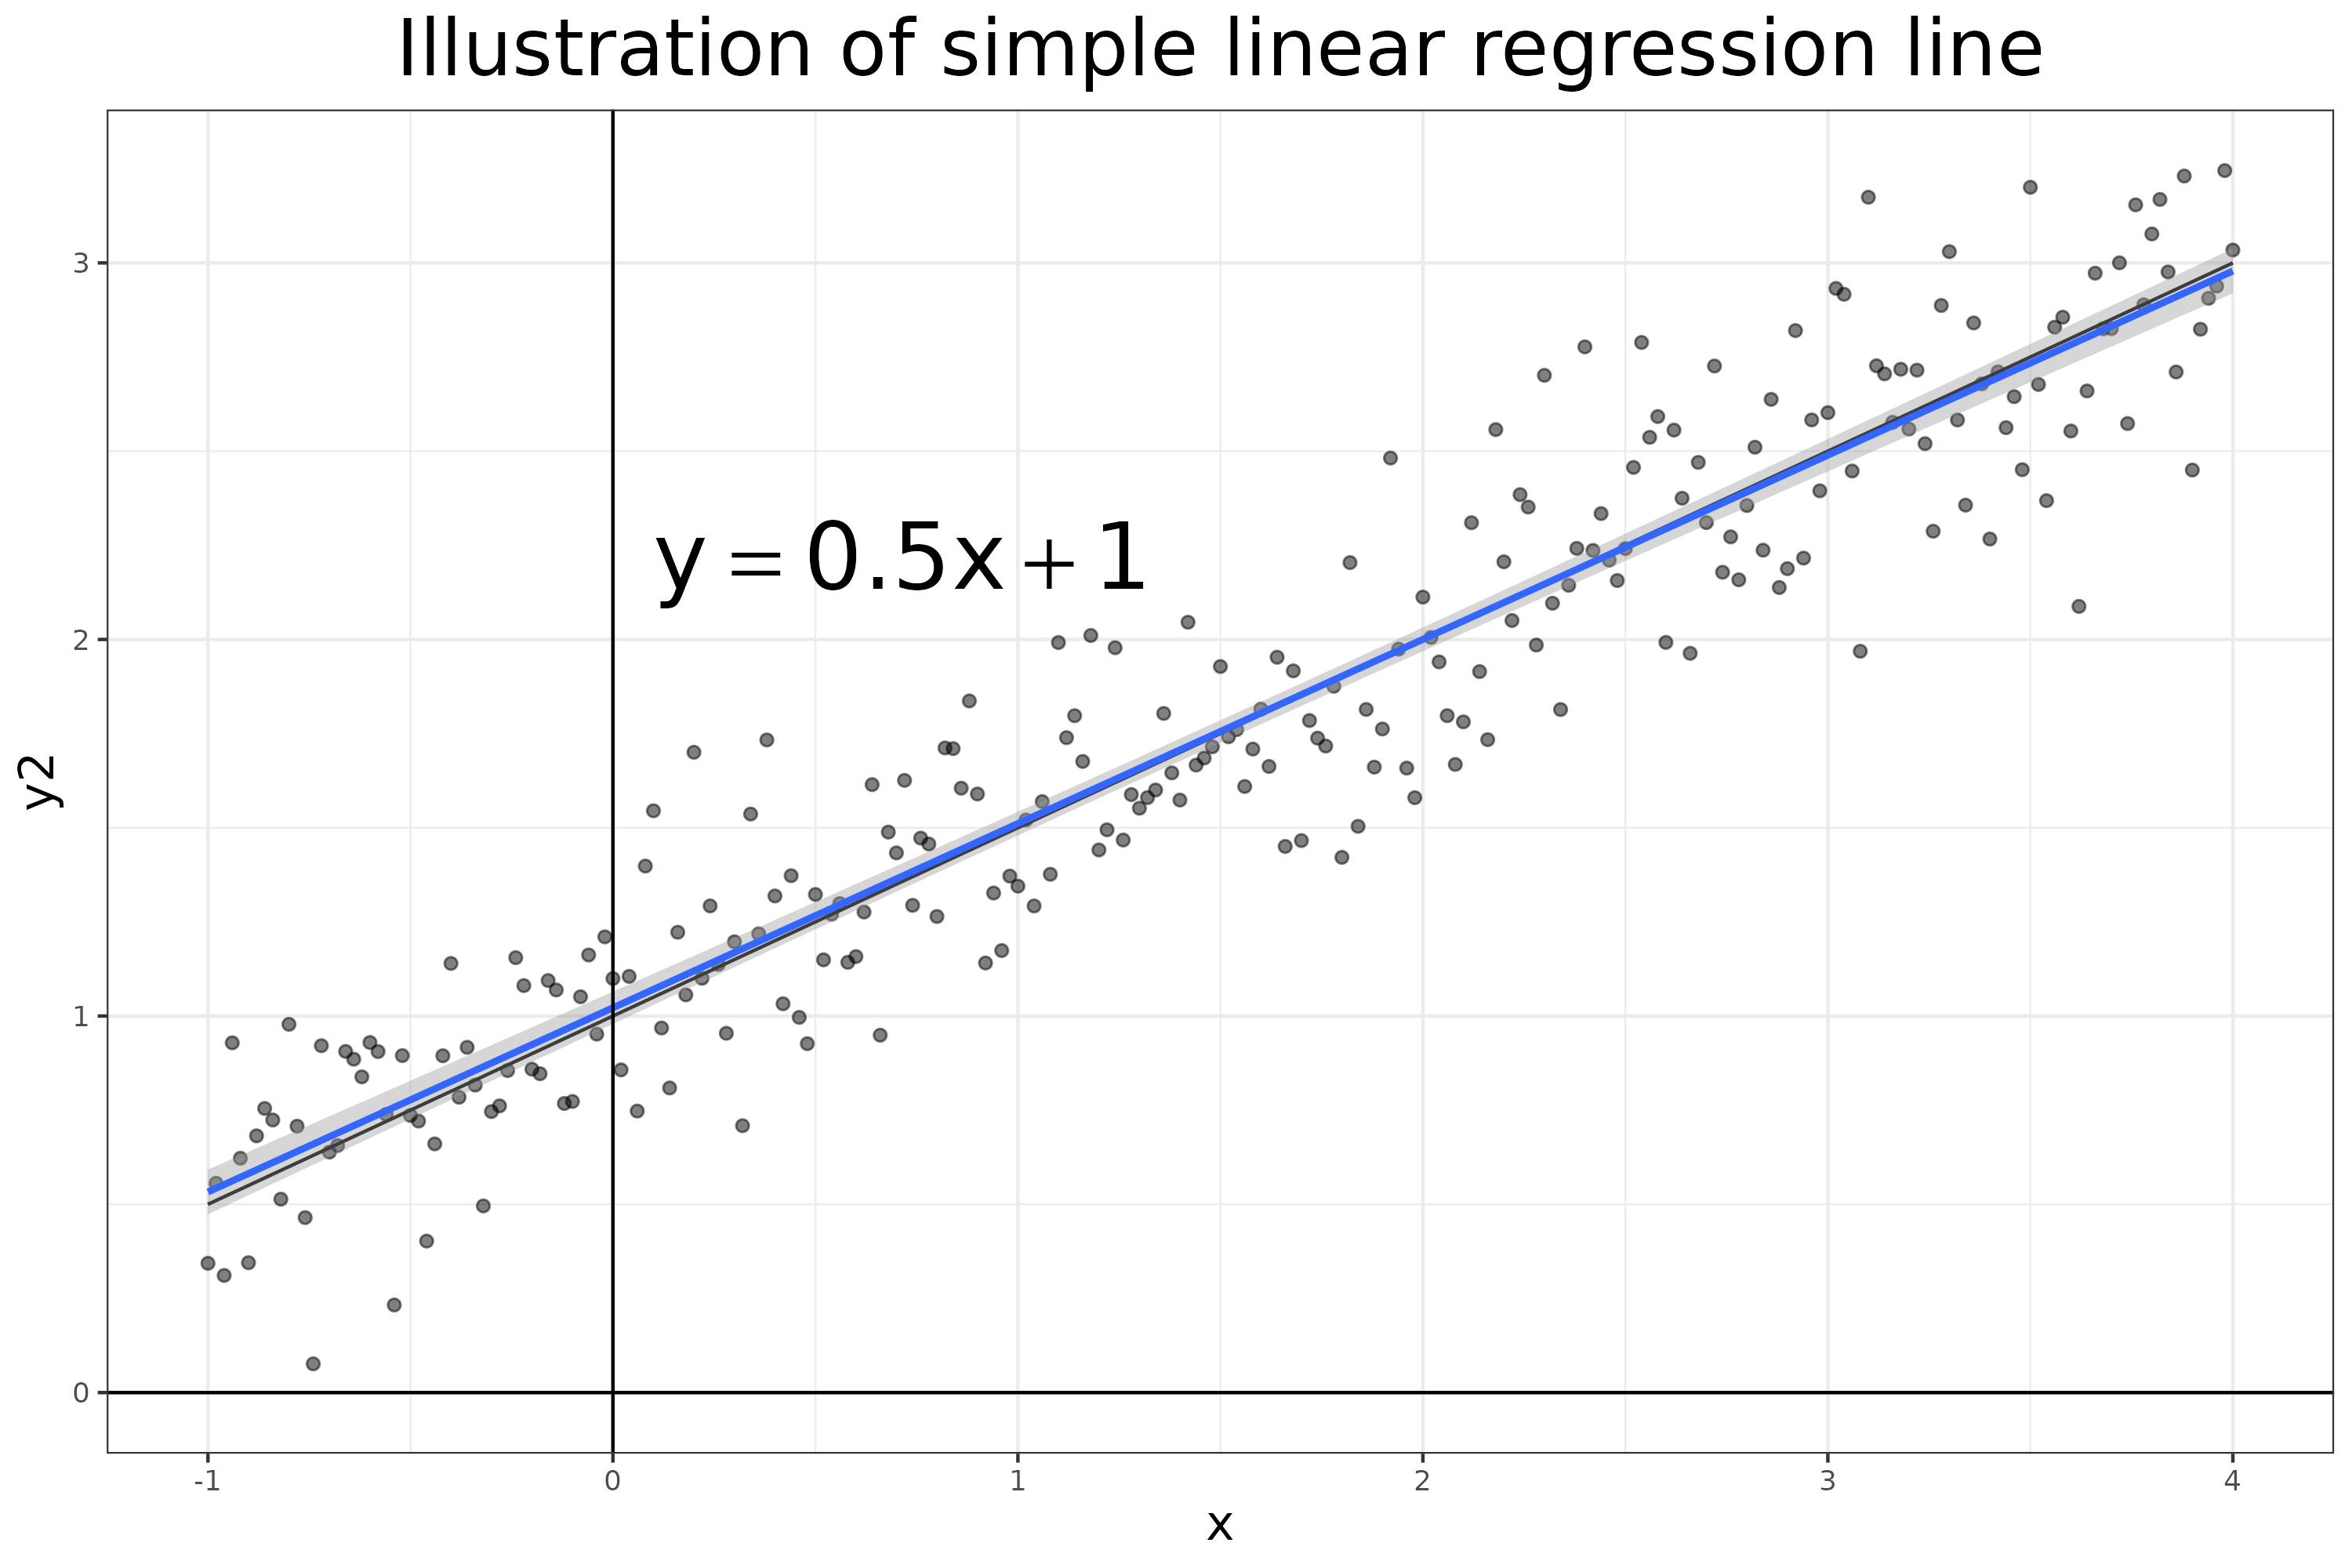 Illustration of simple linear regression line
3
y = 0.5x + 1
2
y2
1
0
-1 0 1 2 3 4
x